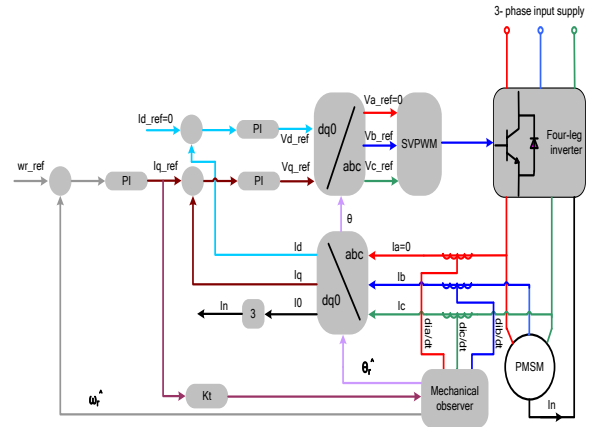 3- phase input supply
Id_ref=0
PI
Vd_ref
dq0
abc
Va_ref=0
Vb_ref
Vc_ref
SVPWM
Four-leg
inverter
wr_ref
PI
Iq_ref
PI
Vq_ref
θ
Id
Iq
I0
In
3
abc
dq0
Ia=0
Ib
Ic
dia/dt
dic/dt
dib/dt
PMSM
In
θr^
ωr^
Kt
Mechanical
observer